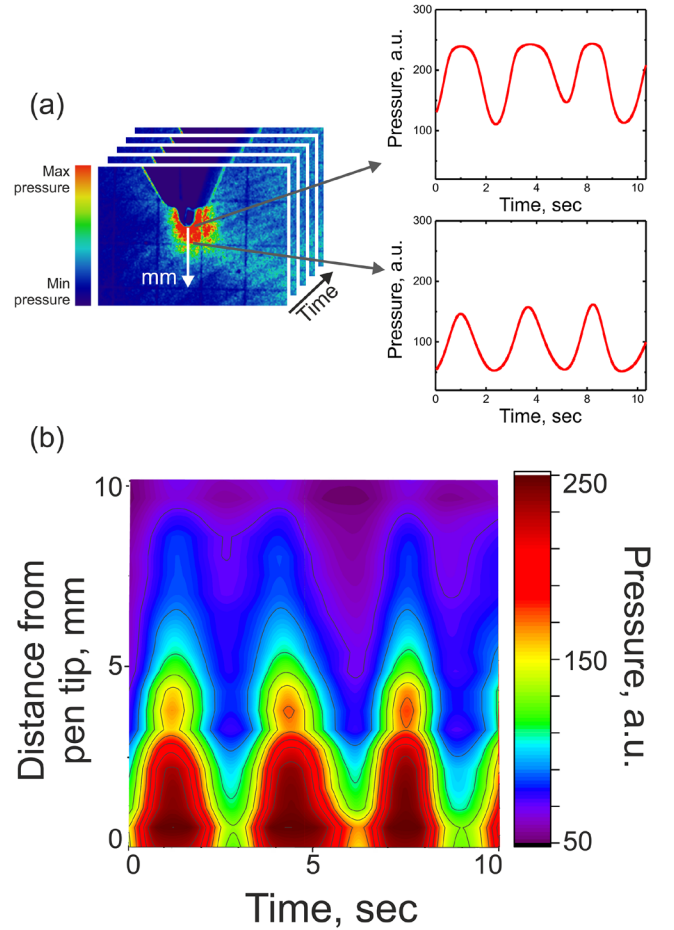 (a)
Max
pressure
Min
pressure
mm
Time
300
250
200
100
Pressure, a.u.
0 2 4 6 8 10
Time, sec
300
250
200
100
Pressure, a.u.
0 2 4 6 8 10
Time, sec
(b)
10
5
0
Distance from
pen tip, mm
0 5 10
Time, sec
250
150
50
Pressure, a.u.